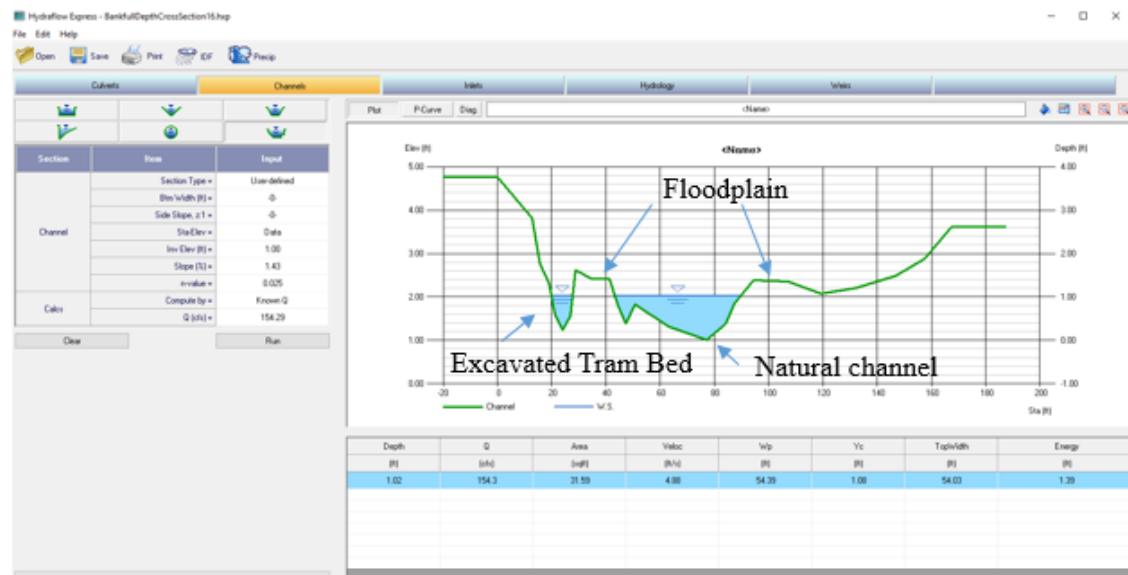 Hydraflow Express - BankfullDepthCrossSection16.hxp
File Edit Help
Open Save Print IDF Precip
Culverts Channels Inlets Hydrology Weirs
Plot P-Curve Diag <Name>
Section Item Input
Channel
Section Type = User-defined
Btm Width (ft) = -0-
Side Slope, z:1 = -0-
Sta-Elev = Data
Inv Elev (ft) = 1.00
Slope (%) = 1.43
n-value = 0.025
Calcs
Compute by = Known Q
Q (cfs) = 154.29
Clear Run
Elev (ft) <Name> Depth (ft)
5.00 4.00
4.00 3.00
3.00 2.00
2.00 1.00
1.00 0.00
0.00 -1.00
Floodplain
Excavated Tram Bed
Natural channel
-20 0 20 40 60 80 100 120 140 160 180 200
Channel W.S. Sta (ft)
Depth Q Area Veloc Wp Yc TopWidth Energy
(ft) (cfs) (sqft) (ft/s) (ft) (ft) (ft) (ft)
1.02 154.3 31.59 4.88 54.39 1.00 54.03 1.39